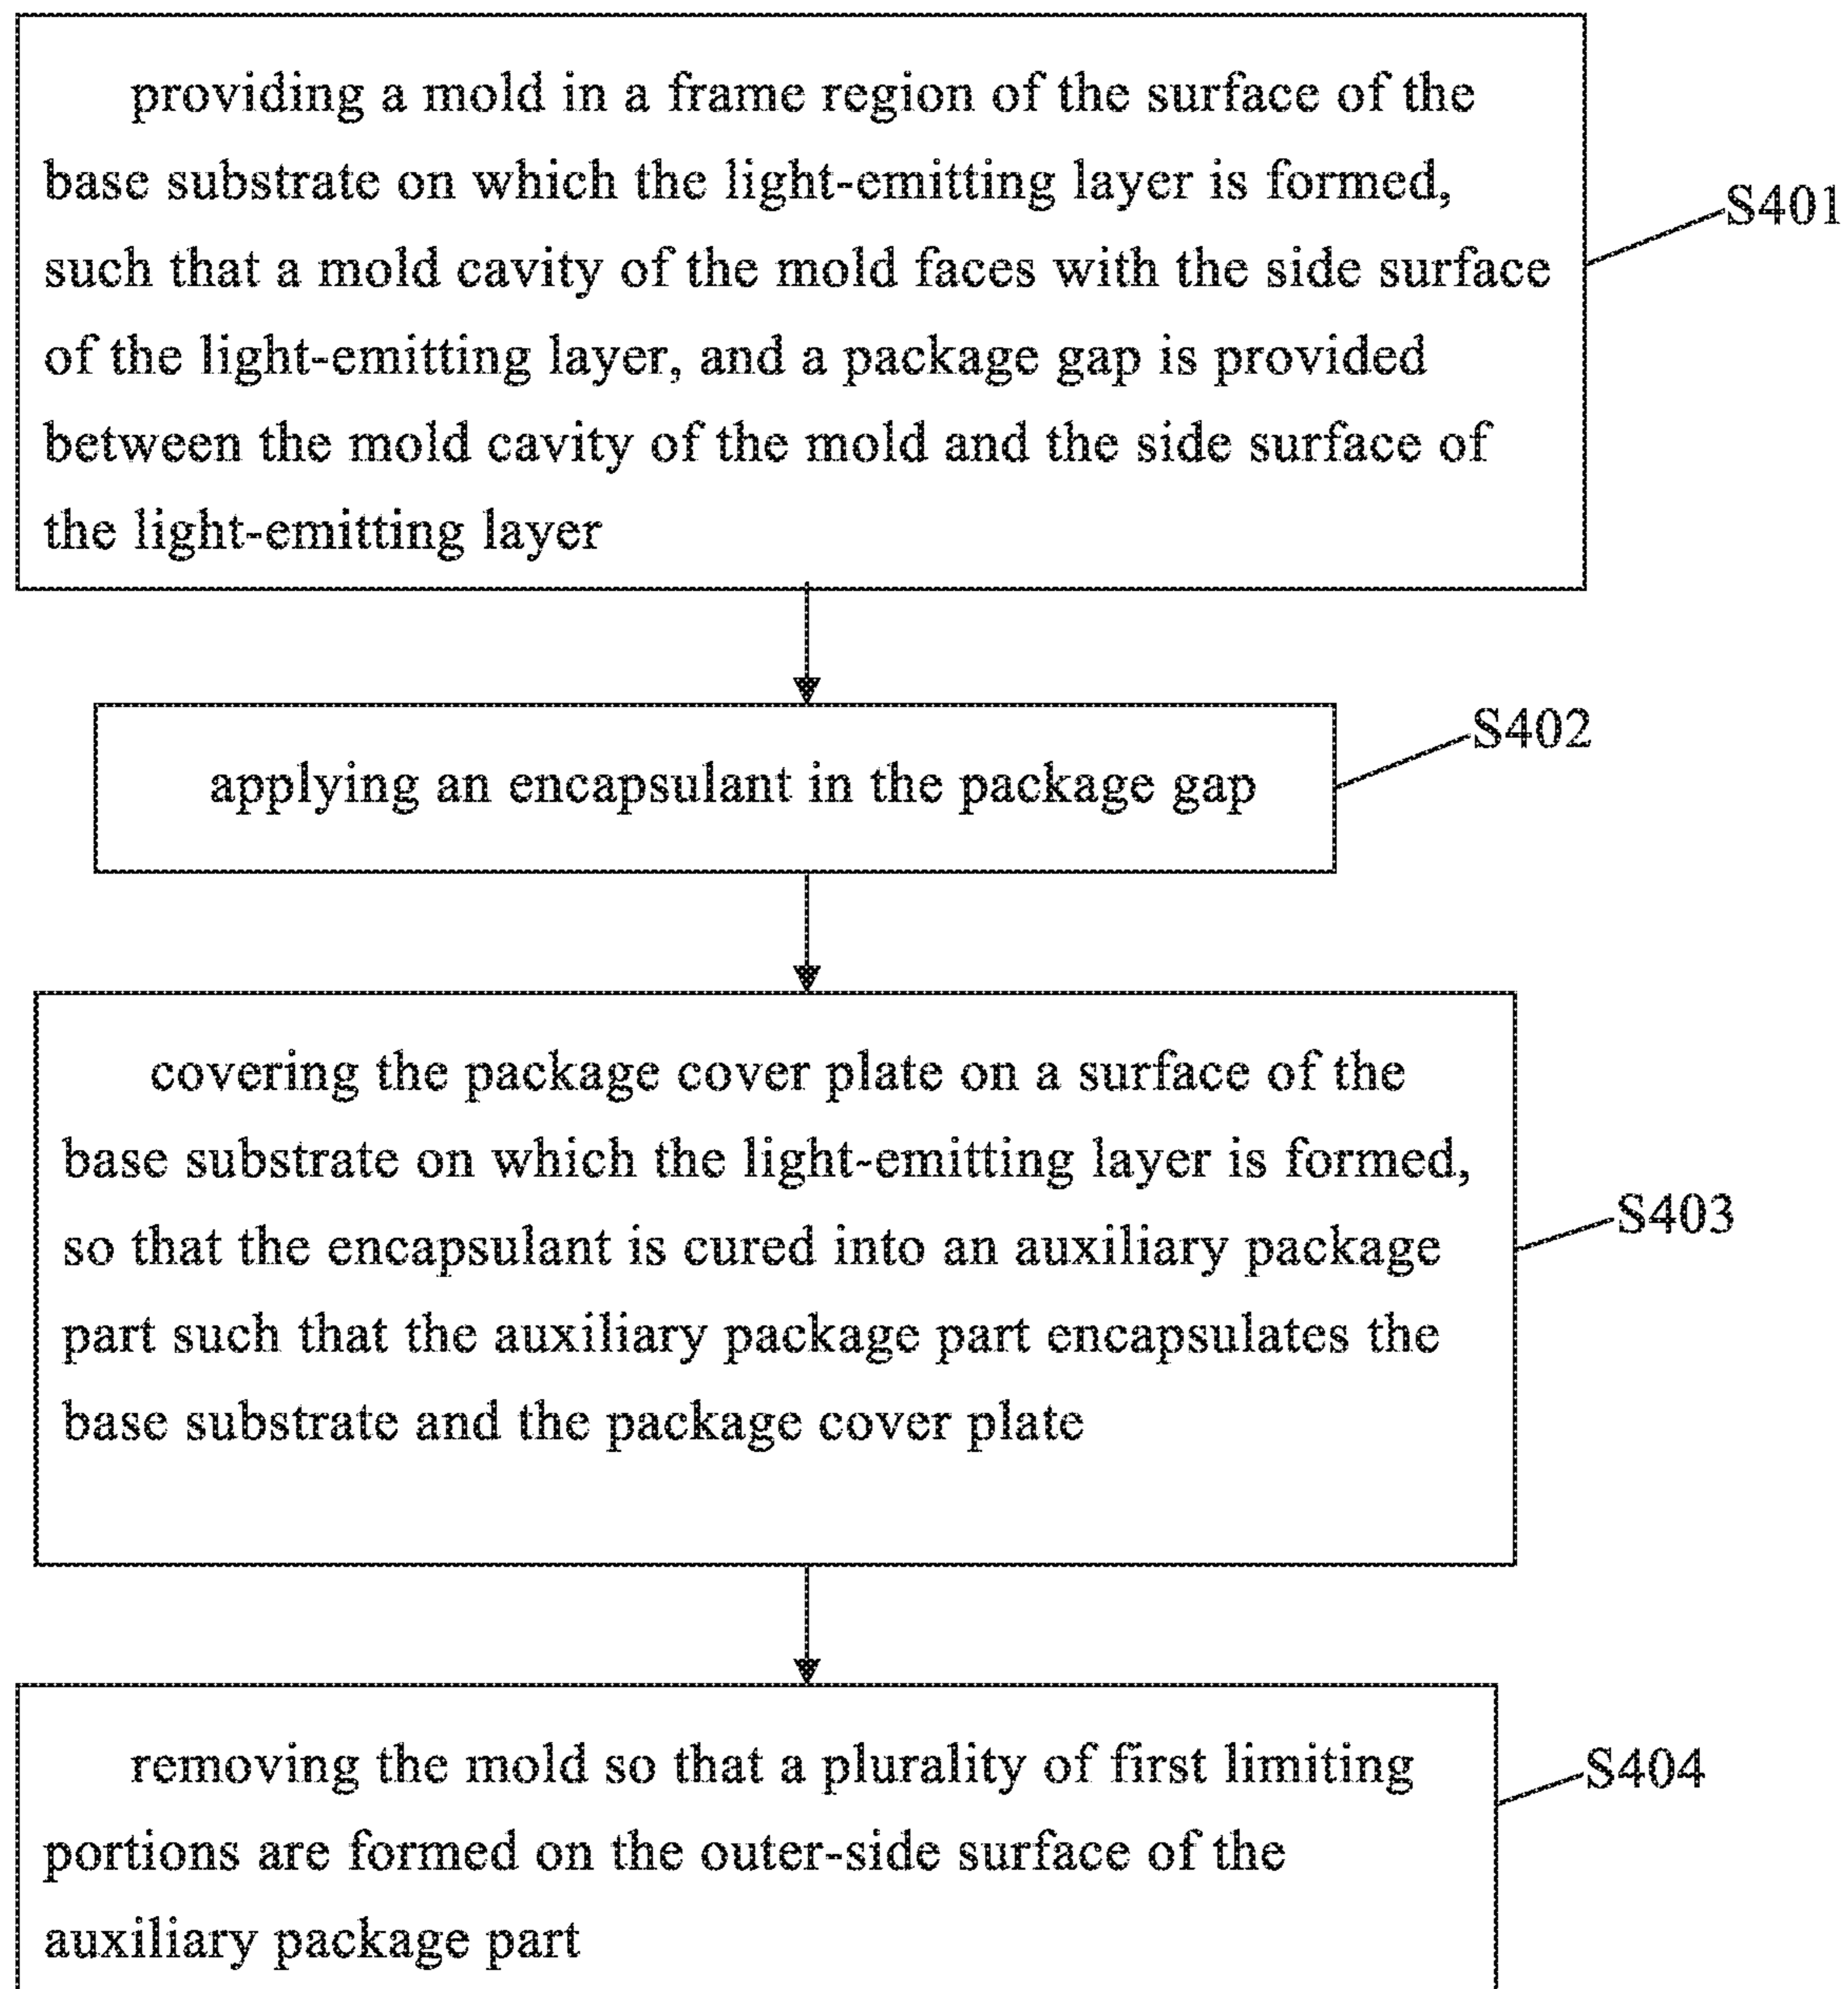 providing a mold in a frame region of the surface of the
base substrate on which the light-emitting layer is formed,
such that a mold cavity of the mold faces with the side surface
of the light-emitting layer, and a package gap is provided
between the mold cavity of the mold and the side surface of
the light-emitting layer
S401
applying an encapsulant in the package gap
S402
covering the package cover plate on a surface of the
base substrate on which the light-emitting layer is formed,
so that the encapsulant is cured into an auxiliary package
part such that the auxiliary package part encapsulates the
base substrate and the package cover plate
S403
removing the mold so that a plurality of first limiting
portions are formed on the outer-side surface of the
auxiliary package part
S404